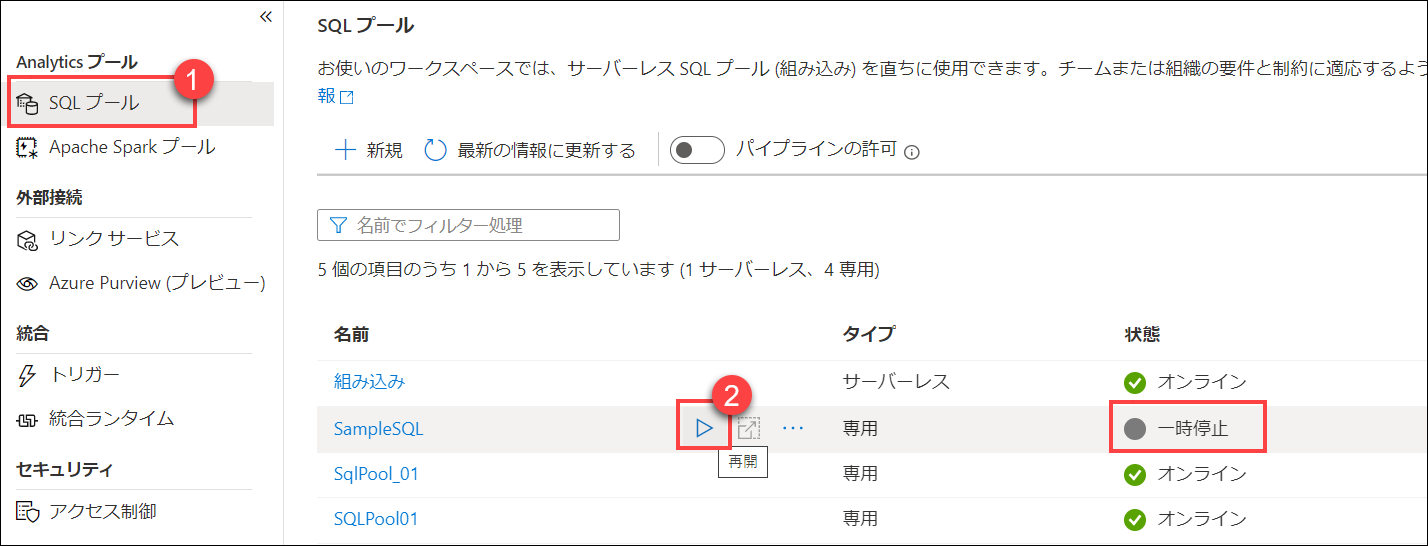 «
Analytics プール
1
SQL プール
Apache Spark プール
外部接続
リンク サービス
Azure Purview (プレビュー)
統合
トリガー
統合ランタイム
セキュリティ
アクセス制御
SQL プール
お使いのワークスペースでは、サーバーレス SQL プール (組み込み) を直ちに使用できます。チームまたは組織の要件と制約に適応するよう
報
新規 最新の情報に更新する パイプラインの許可
名前でフィルター処理
5 個の項目のうち 1 から 5 を表示しています (1 サーバーレス、4 専用)
名前 タイプ 状態
組み込み サーバーレス オンライン
2
SampleSQL ... 専用 一時停止
再開
SqlPool_01 専用 オンライン
SQLPool01 専用 オンライン